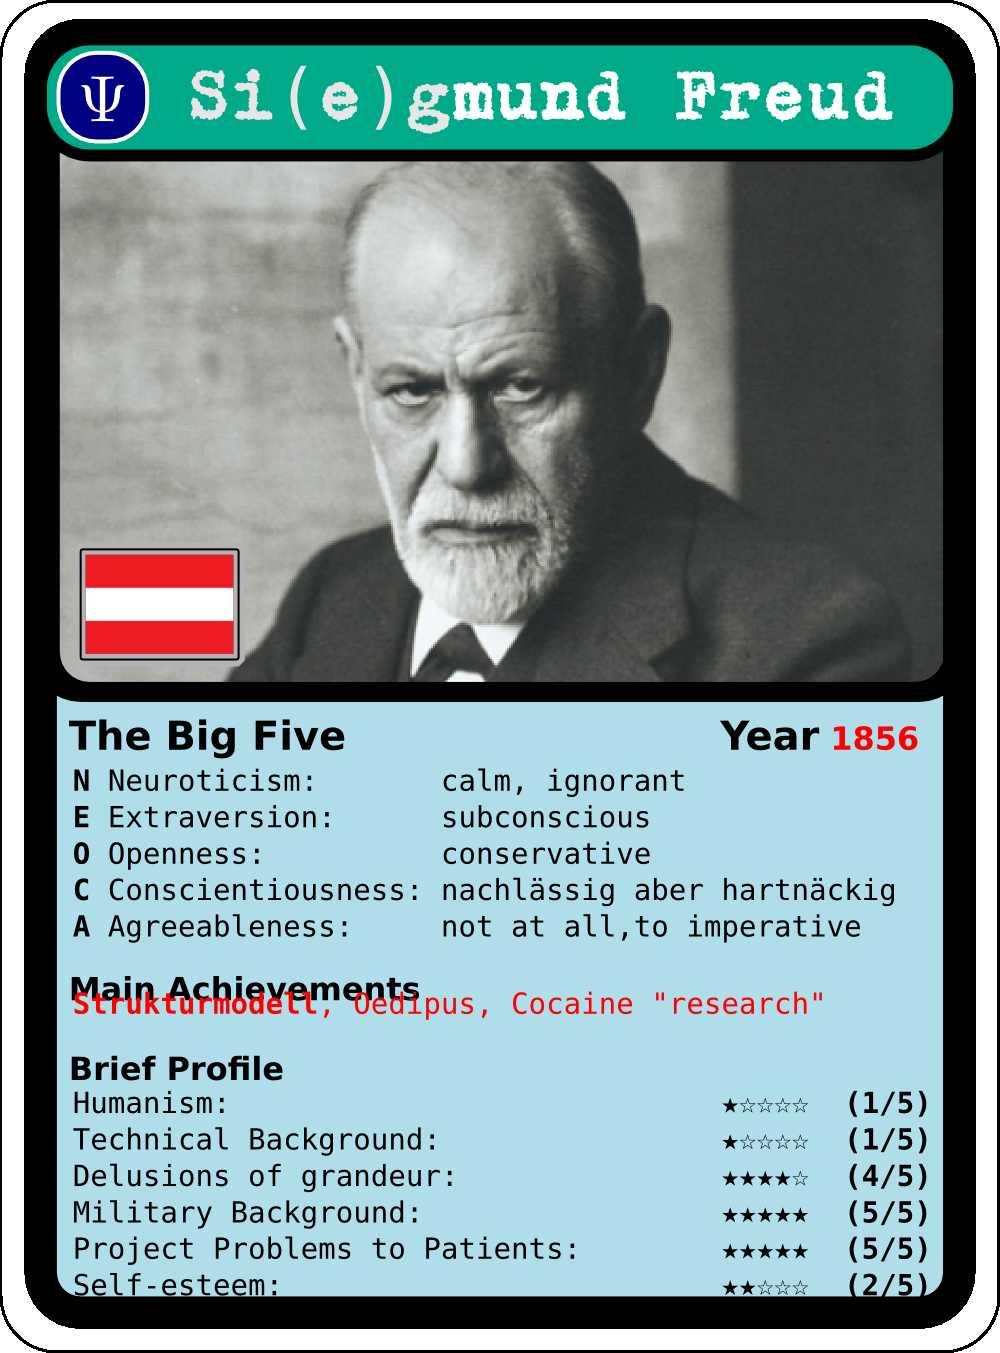 Ψ Si(e)gmund Freud
The Big Five Year 1856
N Neuroticism: calm, ignorant
E Extraversion: subconscious
O Openness: conservative
C Conscientiousness: nachlässig aber hartnäckig
A Agreeableness: not at all,to imperative
Main Achievements
Strukturmodell, Oedipus, Cocaine "research"
Brief Profile
Humanism: ★☆☆☆☆ (1/5)
Technical Background: ★☆☆☆☆ (1/5)
Delusions of grandeur: ★★★★☆ (4/5)
Military Background: ★★★★★ (5/5)
Project Problems to Patients: ★★★★★ (5/5)
Self-esteem: ★★☆☆☆ (2/5)